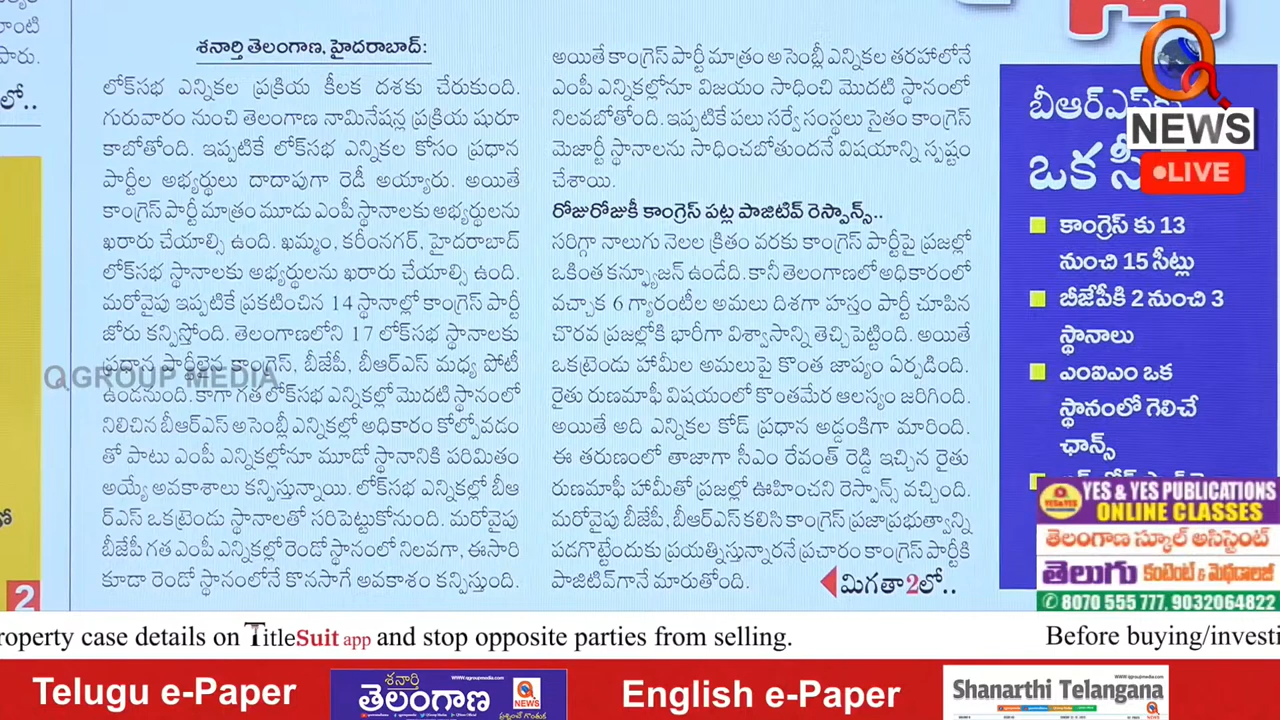 శనార్తి తెలంగాణ, హైదరాబాద్:
లోక్‌సభ ఎన్నికల ప్రక్రియ కీలక దశకు చేరుకుంది.
గురువారం నుంచి తెలంగాణ నామినేషన్ల ప్రక్రియ షురూ
కాబోతోంది. ఇప్పటికే లోక్‌సభ ఎన్నికల కోసం ప్రధాన
పార్టీల అభ్యర్థులు దాదాపుగా రెడీ అయ్యారు. అయితే
కాంగ్రెస్ పార్టీ మాత్రం మూడు ఎంపీ స్థానాలకు అభ్యర్థులను
ఖరారు చేయాల్సి ఉంది. ఖమ్మం, కరీంనగర్, హైదరాబాద్
లోక్‌సభ స్థానాలకు అభ్యర్థులను ఖరారు చేయాల్సి ఉంది.
మరోవైపు ఇప్పటికే ప్రకటించిన 14 స్థానాల్లో కాంగ్రెస్ పార్టీ
జోరు కన్పిస్తోంది. తెలంగాణలోని 17 లోక్‌సభ స్థానాలకు
ప్రధాన పార్టీలైన కాంగ్రెస్, బీజేపీ, బీఆర్ఎస్ మధ్య పోటీ
ఉండనుంది. కాగా గత లోక్‌సభ ఎన్నికల్లో మొదటి స్థానంలో
నిలిచిన బీఆర్ఎస్ అసెంబ్లీ ఎన్నికల్లో అధికారం కోల్పోవడం
తో పాటు ఎంపీ ఎన్నికల్లోనూ మూడో స్థానానికి పరిమితం
అయ్యే అవకాశాలు కన్పిస్తున్నాయి. లోక్‌సభ ఎన్నికల్లో బీఆ
ర్ఎస్ ఒకట్రెండు స్థానాలతో సరిపెట్టుకోనుంది. మరోవైపు
బీజేపీ గత ఎంపీ ఎన్నికల్లో రెండో స్థానంలో నిలవగా, ఈసారి
కూడా రెండో స్థానంలోనే కొనసాగే అవకాశం కన్పిస్తుంది.
అయితే కాంగ్రెస్ పార్టీ మాత్రం అసెంబ్లీ ఎన్నికల తరహాలోనే
ఎంపీ ఎన్నికల్లోనూ విజయం సాధించి మొదటి స్థానంలో
నిలవబోతోంది. ఇప్పటికే పలు సర్వే సంస్థలు సైతం కాంగ్రెస్
మెజార్టీ స్థానాలను సాధించబోతుందనే విషయాన్ని స్పష్టం
చేశాయి.
రోజురోజుకీ కాంగ్రెస్ పట్ల పాజిటివ్ రెస్పాన్స్..
సరిగ్గా నాలుగు నెలల క్రితం వరకు కాంగ్రెస్ పార్టీపై ప్రజల్లో
ఒకింత కన్ఫ్యూజన్ ఉండేది. కానీ తెలంగాణలో అధికారంలో
వచ్చాక 6 గ్యారంటీల అమలు దిశగా హస్తం పార్టీ చూపిన
చొరవ ప్రజల్లోకి భారీగా విశ్వాసాన్ని తెచ్చిపెట్టింది. అయితే
ఒకట్రెండు హామీల అమలుపై కొంత జాప్యం ఏర్పడింది.
రైతు రుణమాఫీ విషయంలో కొంతమేర ఆలస్యం జరిగింది.
అయితే అది ఎన్నికల కోడ్ ప్రధాన అడ్డంకిగా మారింది.
ఈ తరుణంలో తాజాగా సీఎం రేవంత్ రెడ్డి ఇచ్చిన రైతు
రుణమాఫీ హామీతో ప్రజల్లో ఊహించని రెస్పాన్స్ వచ్చింది.
మరోవైపు బీజేపీ, బీఆర్ఎస్ కలిసి కాంగ్రెస్ ప్రజాప్రభుత్వాన్ని
పడగొట్టేందుకు ప్రయత్నిస్తున్నారనే ప్రచారం కాంగ్రెస్ పార్టీకి
పాజిటివ్‌గానే మారుతోంది.
మిగతా 2లో..
ఒక
కాంగ్రెస్ కు 13
నుంచి 15 సీట్లు
బీజేపీకి 2 నుంచి 3
స్థానాలు
ఎంఐఎం ఒక
స్థానంలో గెలిచే
ఛాన్స్
Q
NEWS
LIVE
Q GROUP MEDIA
2
YES & YES PUBLICATIONS
ONLINE CLASSES
తెలంగాణ స్కూల్ అసిస్టెంట్
తెలుగు కంటెంట్ & మెథడాలజీ
8070 555 777, 9032064822
roperty case details on TitleSuit app and stop opposite parties from selling.
Before buying/investi
Telugu e-Paper
శనార్తి
తెలంగాణ
NEWS
English e-Paper
Shanarthi Telangana